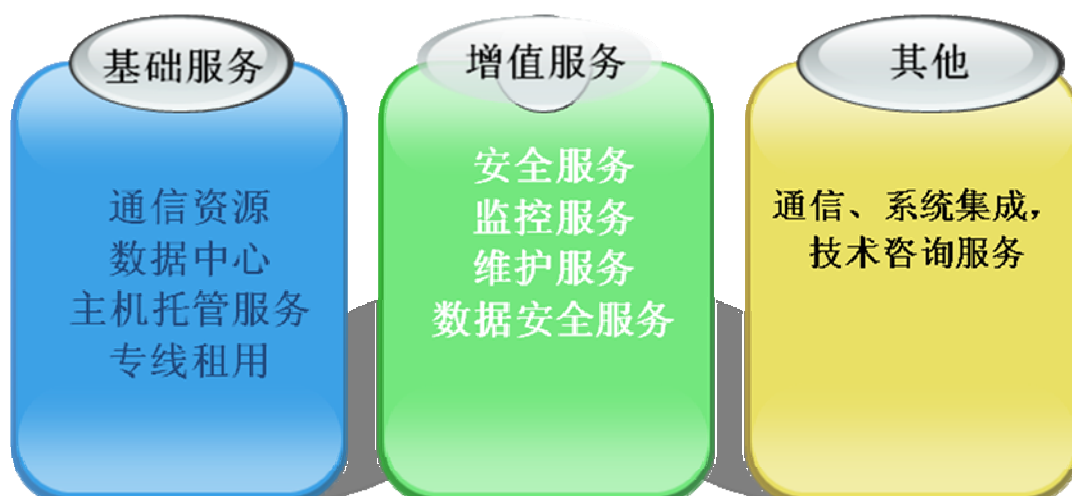 基础服务
通信资源
数据中心
主机托管服务
专线租用
增值服务
安全服务
监控服务
维护服务
数据安全服务
其他
通信、系统集成，
技术咨询服务